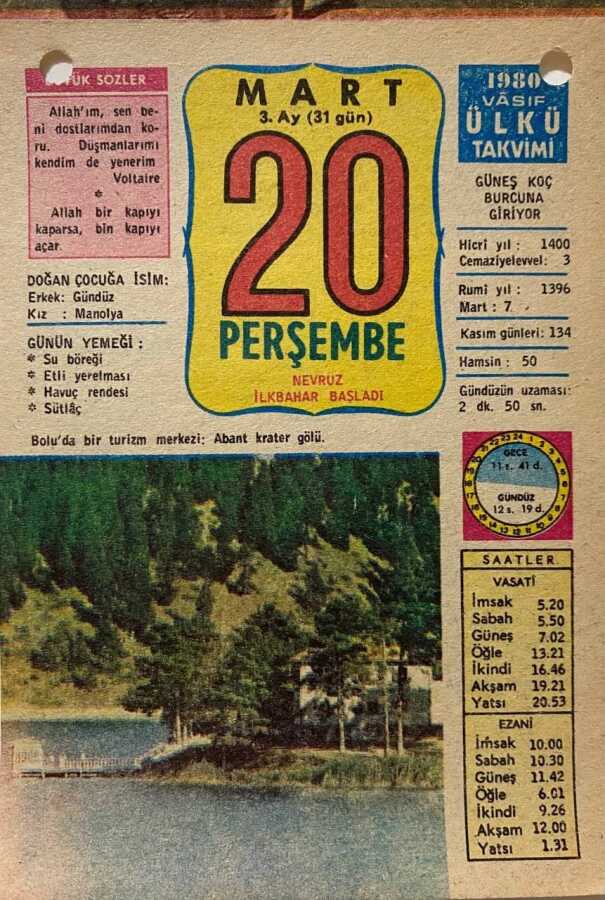 BÜYÜK SÖZLER
Allah'ım, sen be-
ni dostlarımdan ko-
ru. Düşmanlarımı
kendim de yenerim
Voltaire
*
Allah bir kapıyı
kaparsa, bin kapıyı
açar.
DOĞAN ÇOCUĞA İSİM:
Erkek: Gündüz
Kız : Manolya
GÜNÜN YEMEĞİ :
* Su böreği
* Etli yerelması
* Havuç rendesi
* Sütlâç
MART
3. Ay (31 gün)
20
PERŞEMBE
NEVRUZ
İLKBAHAR BAŞLADI
1980
VÂSIF
ÜLKÜ
TAKVİMİ
GÜNEŞ KOÇ
BURCUNA
GİRİYOR
Hicrî yıl : 1400
Cemaziyelevvel: 3
Rumi yıl : 1396
Mart : 7
Kasım günleri: 134
Hamsin : 50
Gündüzün uzaması:
2 dk. 50 sn.
Bolu'da bir turizm merkezi: Abant krater gölü.
GECE
11 s. 41 d.
GÜNDÜZ
12 s. 19 d.
SAATLER
VASATİ
İmsak 5.20
Sabah 5.50
Güneş 7.02
Öğle 13.21
İkindi 16.46
Akşam 19.21
Yatsı 20.53
EZANİ
İmsak 10.00
Sabah 10.30
Güneş 11.42
Öğle 6.01
İkindi 9.26
Akşam 12.00
Yatsı 1.31